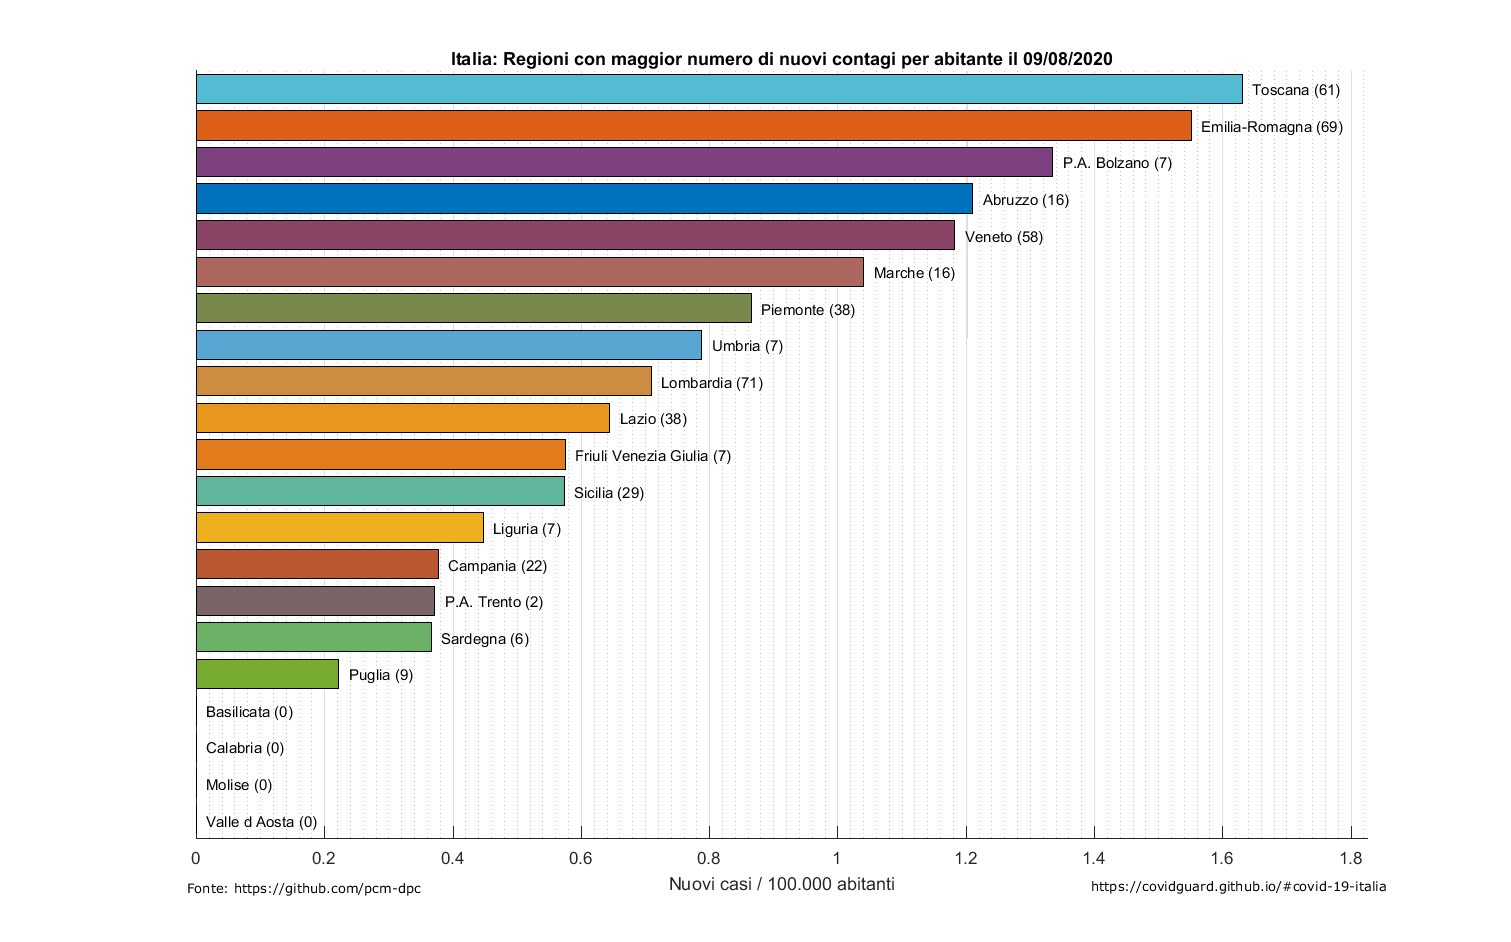 Italia: Regioni con maggior numero di nuovi contagi per abitante il 09/08/2020
Toscana (61)
Emilia-Romagna (69)
P.A. Bolzano (7)
Abruzzo (16)
Veneto (58)
Marche (16)
Piemonte (38)
Umbria (7)
Lombardia (71)
Lazio (38)
Friuli Venezia Giulia (7)
Sicilia (29)
Liguria (7)
Campania (22)
P.A. Trento (2)
Sardegna (6)
Puglia (9)
Basilicata (0)
Calabria (0)
Molise (0)
Valle d Aosta (0)
0 0.2 0.4 0.6 0.8 1 1.2 1.4 1.6 1.8
Nuovi casi / 100.000 abitanti
Fonte: https://github.com/pcm-dpc
https://covidguard.github.io/#covid-19-italia